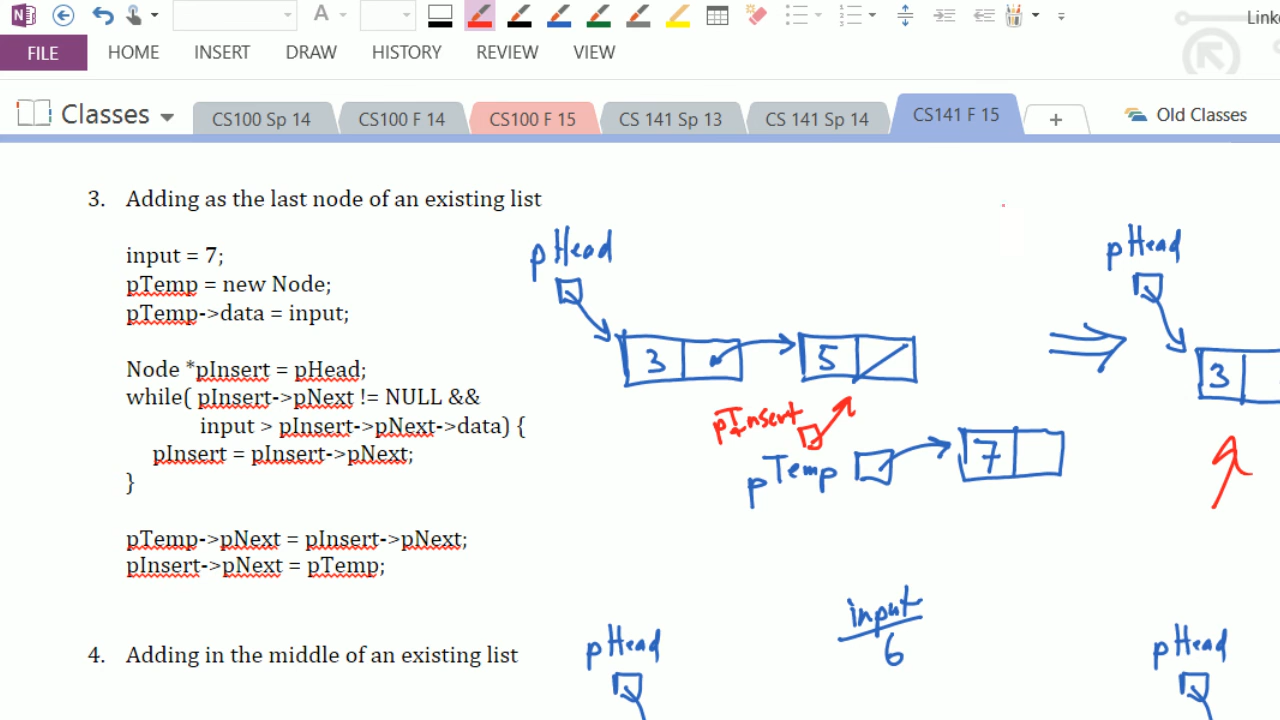 Linke
FILE HOME INSERT DRAW HISTORY REVIEW VIEW
Classes CS100 Sp 14 CS100 F 14 CS100 F 15 CS 141 Sp 13 CS 141 Sp 14 CS141 F 15 + Old Classes
3. Adding as the last node of an existing list
input = 7;
pTemp = new Node;
pTemp->data = input;
Node *pInsert = pHead;
while( pInsert->pNext != NULL &&
input > pInsert->pNext->data) {
pInsert = pInsert->pNext;
}
pTemp->pNext = pInsert->pNext;
pInsert->pNext = pTemp;
pHead
3
5
pInsert
pTemp
7
pHead
3
4. Adding in the middle of an existing list
pHead
input
6
pHead